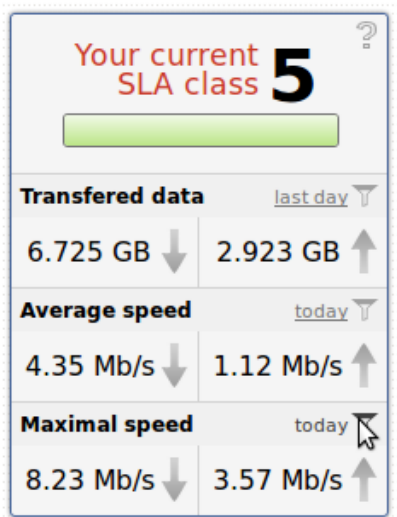 ?
Your current
SLA class 5
Transfered data last day
6.725 GB 2.923 GB
Average speed today
4.35 Mb/s 1.12 Mb/s
Maximal speed today
8.23 Mb/s 3.57 Mb/s